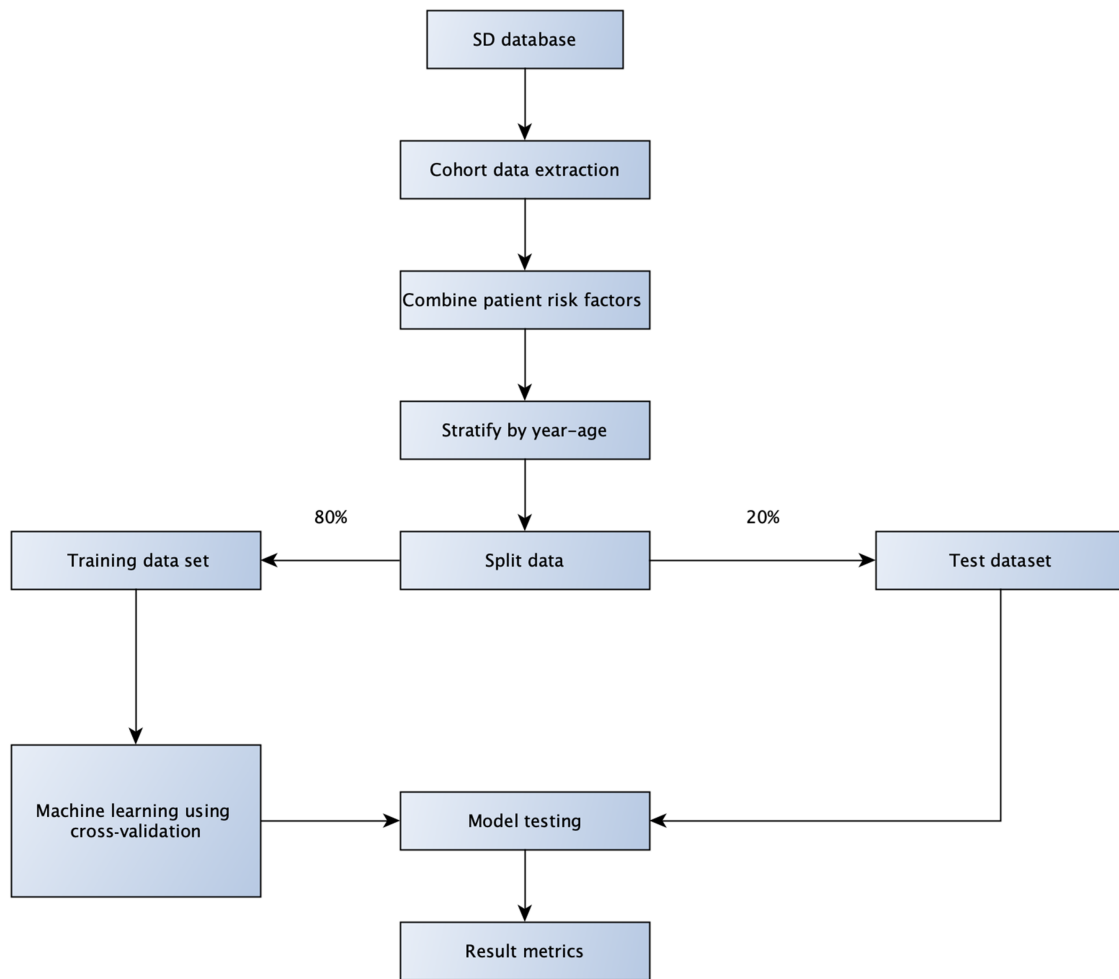 SD database
Cohort data extraction
Combine patient risk factors
Stratify by year-age
80%
20%
Training data set
Split data
Test dataset
Machine learning using
cross-validation
Model testing
Result metrics